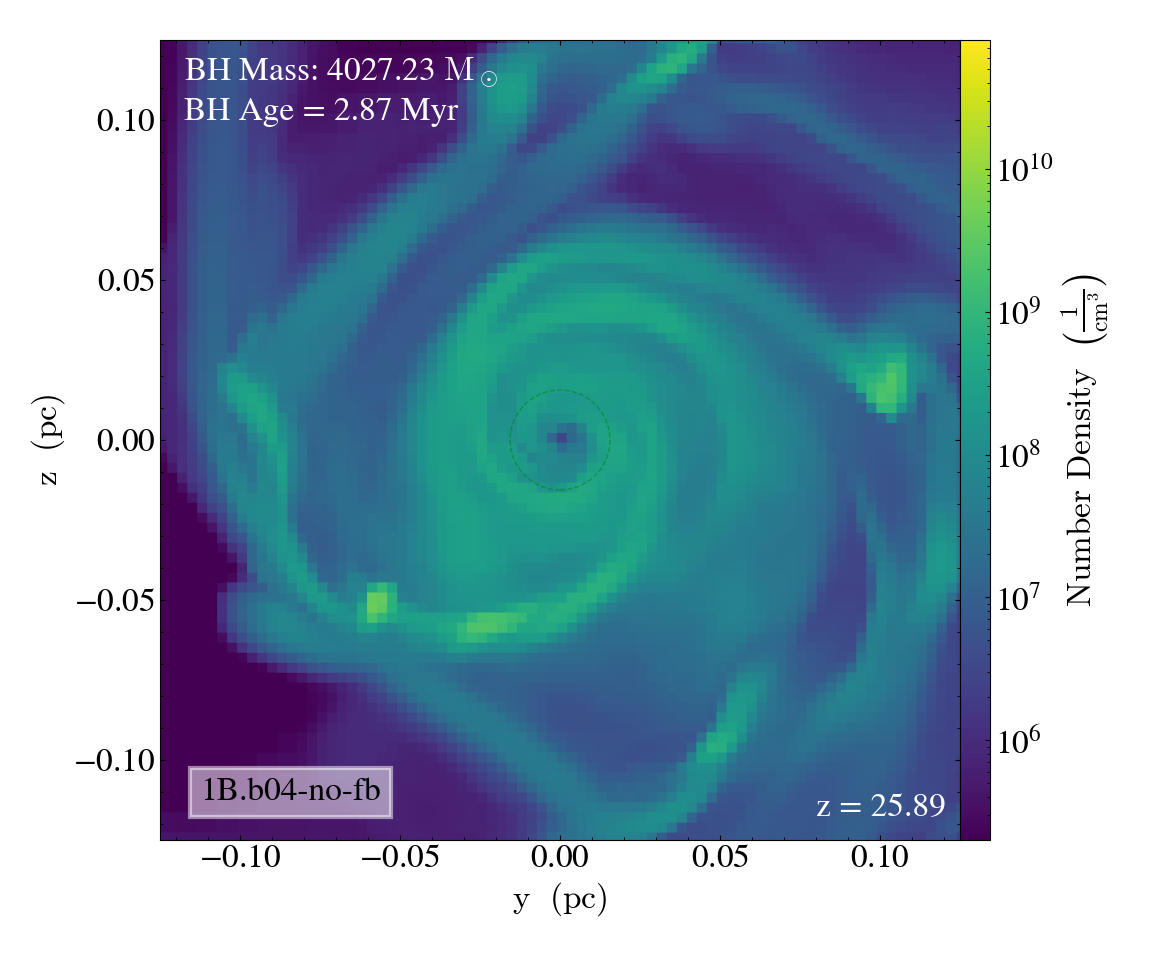 BH Mass: 4027.23 M☉
BH Age = 2.87 Myr
0.10
0.05
0.00
−0.05
−0.10
z (pc)
1B.b04-no-fb
z = 25.89
−0.10 −0.05 0.00 0.05 0.10
y (pc)
10^10
10^9
10^8
10^7
10^6
Number Density (1/cm^3)